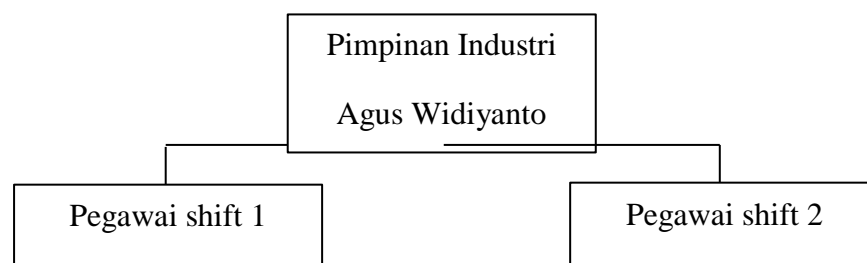 Pimpinan Industri
Agus Widiyanto
Pegawai shift 1
Pegawai shift 2